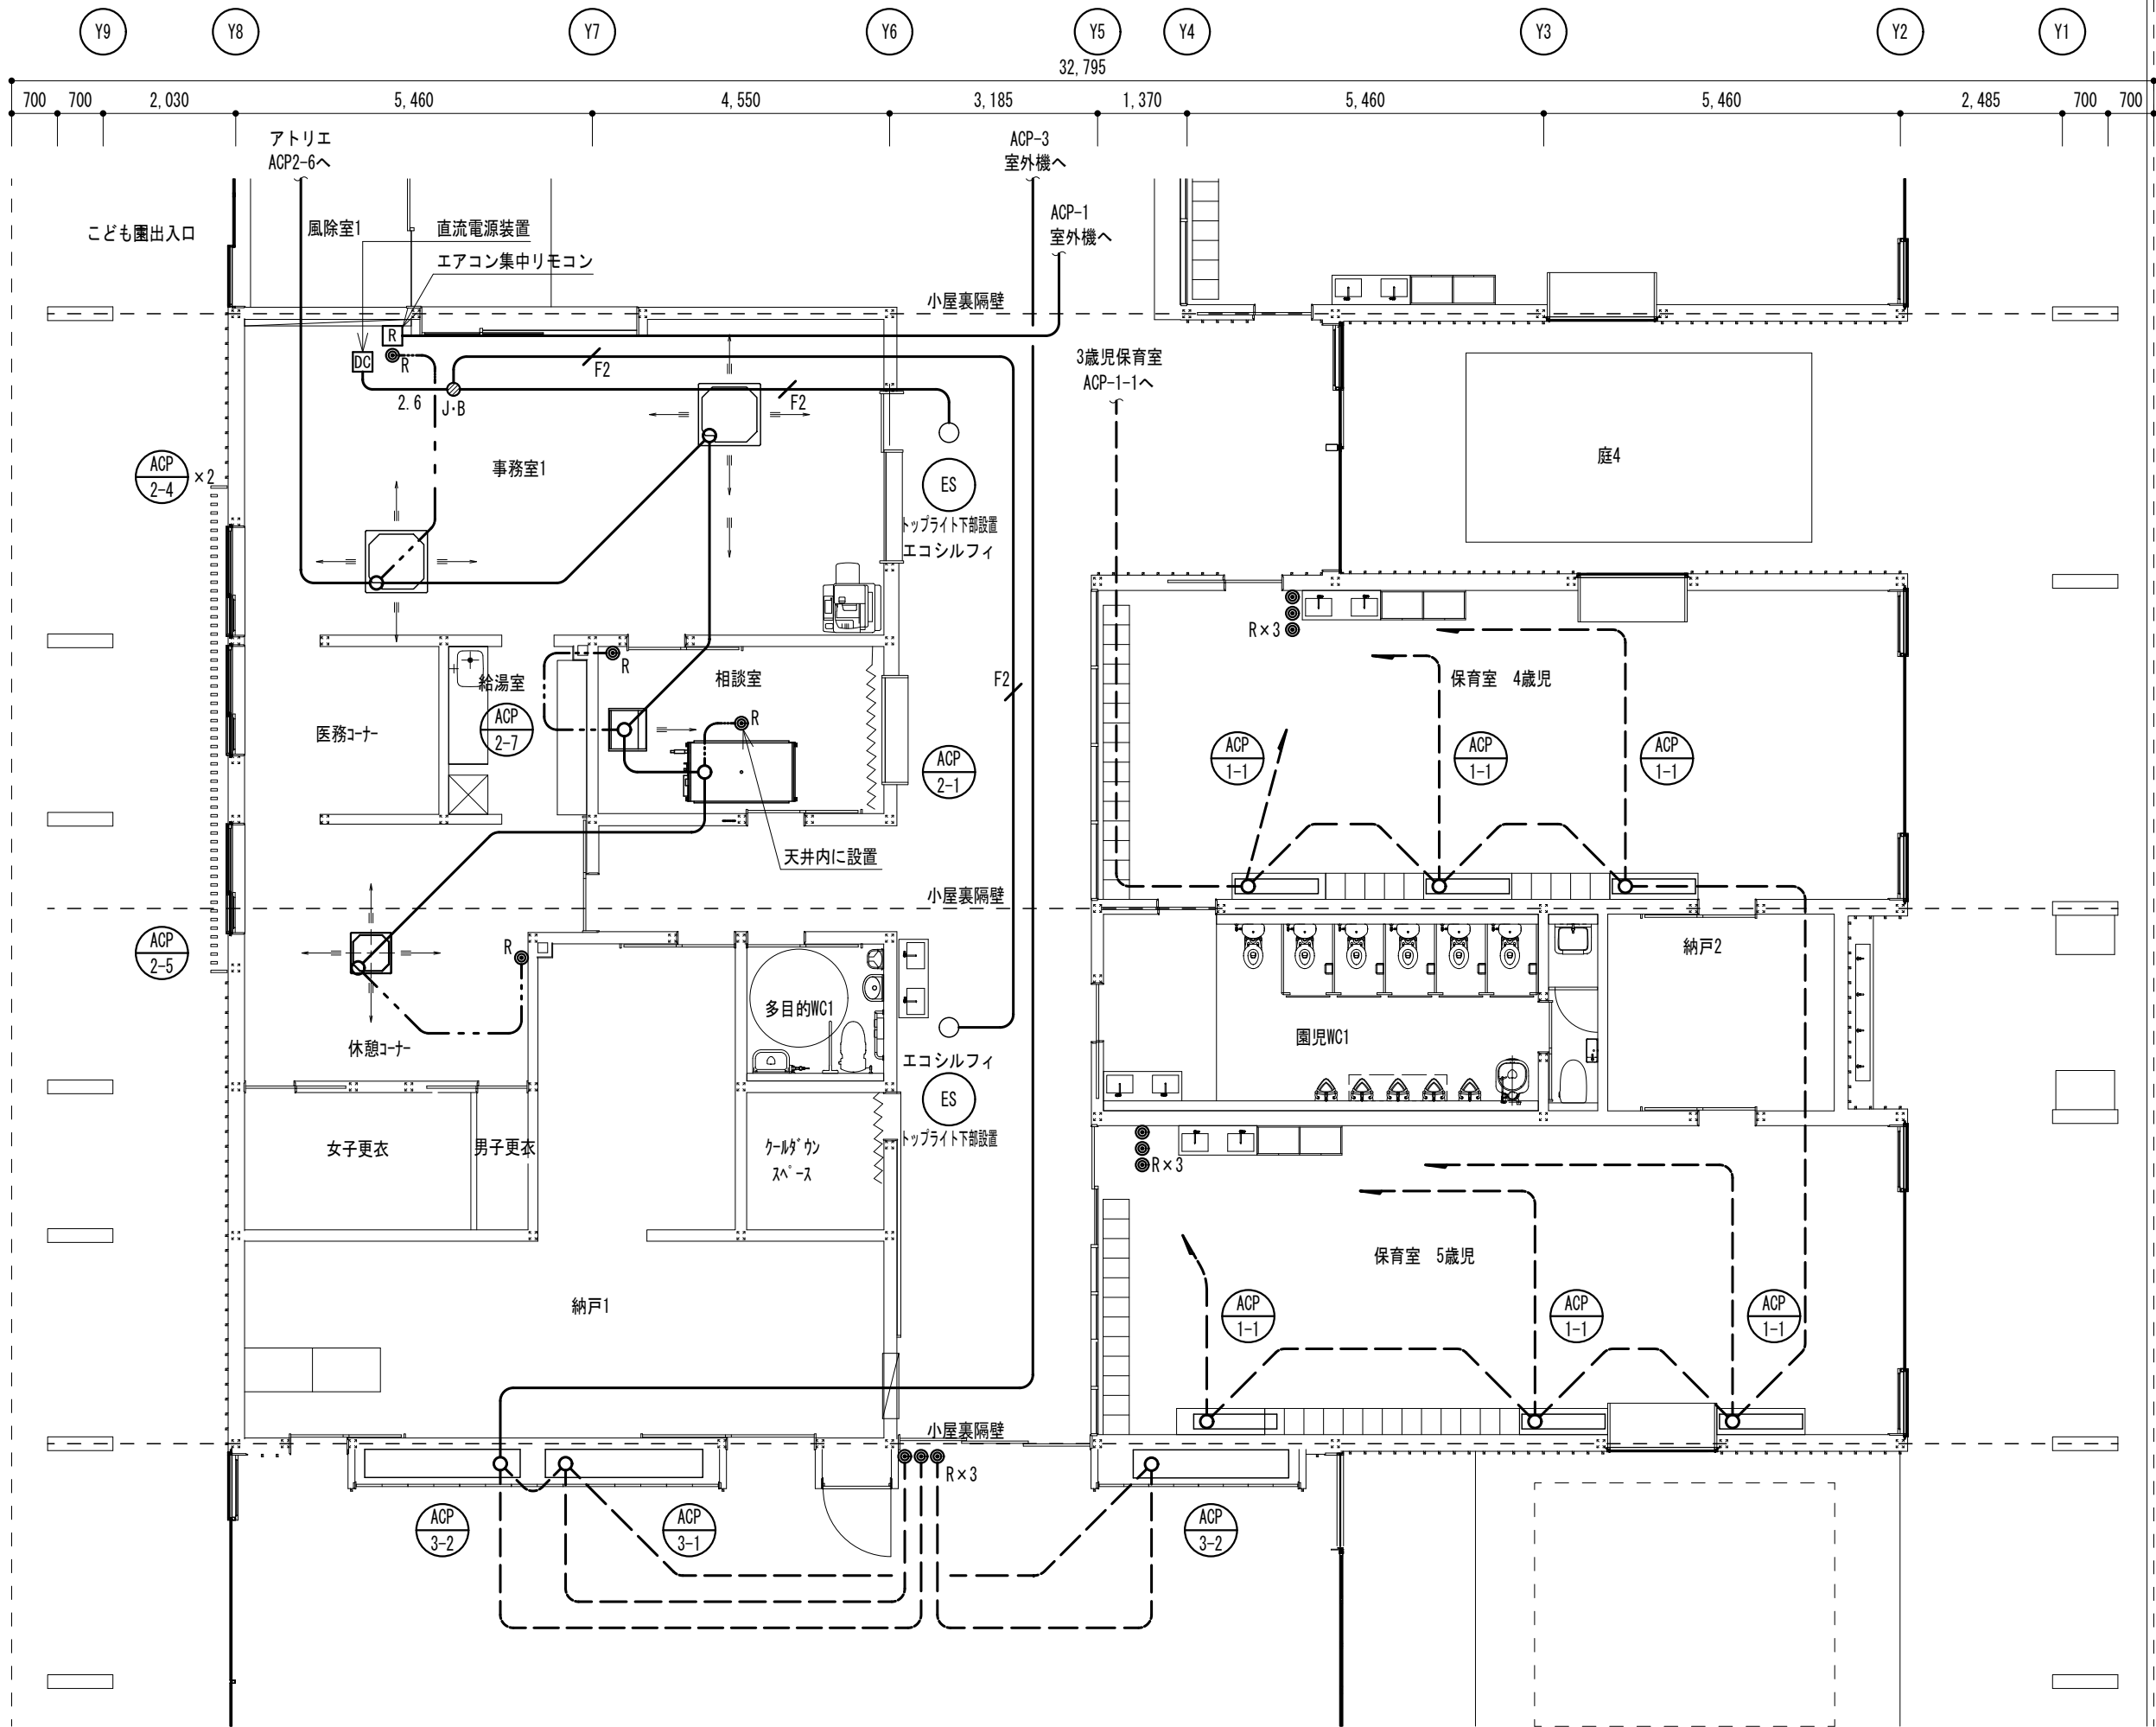 Y9 Y8 Y7 Y6 Y5 Y4 Y3 Y2 Y1
32,795
700 700 2,030 5,460 4,550 3,185 1,370 5,460 5,460 2,485 700 700
アトリエ
ACP2-6へ
ACP-3
室外機へ
ACP-1
室外機へ
こども園出入口
風除室1
直流電源装置
エアコン集中リモコン
小屋裏隔壁
R
DC
R
2.6
J・B
F2
F2
3歳児保育室
ACP-1-1へ
庭4
ACP
2-4
×2
事務室1
ES
トップライト下部設置
エコシルフィ
R×3
R
給湯室
相談室
F2
保育室 4歳児
医務コーナー
ACP
2-7
R
ACP
2-1
ACP
1-1
ACP
1-1
ACP
1-1
天井内に設置
小屋裏隔壁
ACP
2-5
R
納戸2
多目的WC1
園児WC1
休憩コーナー
エコシルフィ
ES
トップライト下部設置
女子更衣
男子更衣
クールダウン
スペース
R×3
保育室 5歳児
納戸1
ACP
1-1
ACP
1-1
ACP
1-1
小屋裏隔壁
R×3
ACP
3-2
ACP
3-1
ACP
3-2